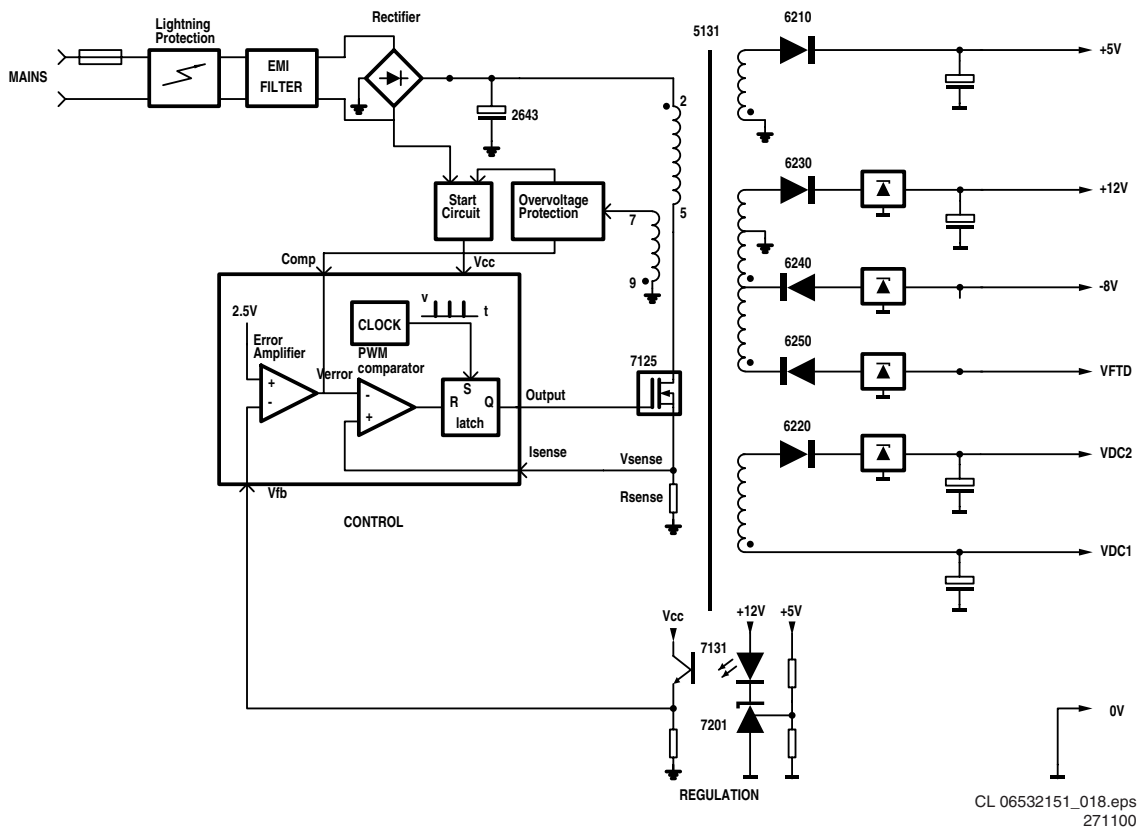 Lightning
Protection
Rectifier
5131
6210
+5V
MAINS
EMI
FILTER
2643
2
6230
+12V
Start
Circuit
Overvoltage
Protection
7
5
9
Comp
Vcc
6240
-8V
2.5V
v
t
CLOCK
Error
Amplifier
PWM
comparator
Verror
7125
6250
VFTD
+
-
-
+
S
R
Q
latch
Output
6220
VDC2
Isense
Vsense
Vfb
Rsense
CONTROL
VDC1
Vcc
+12V
+5V
7131
7201
0V
REGULATION
CL 06532151_018.eps
271100